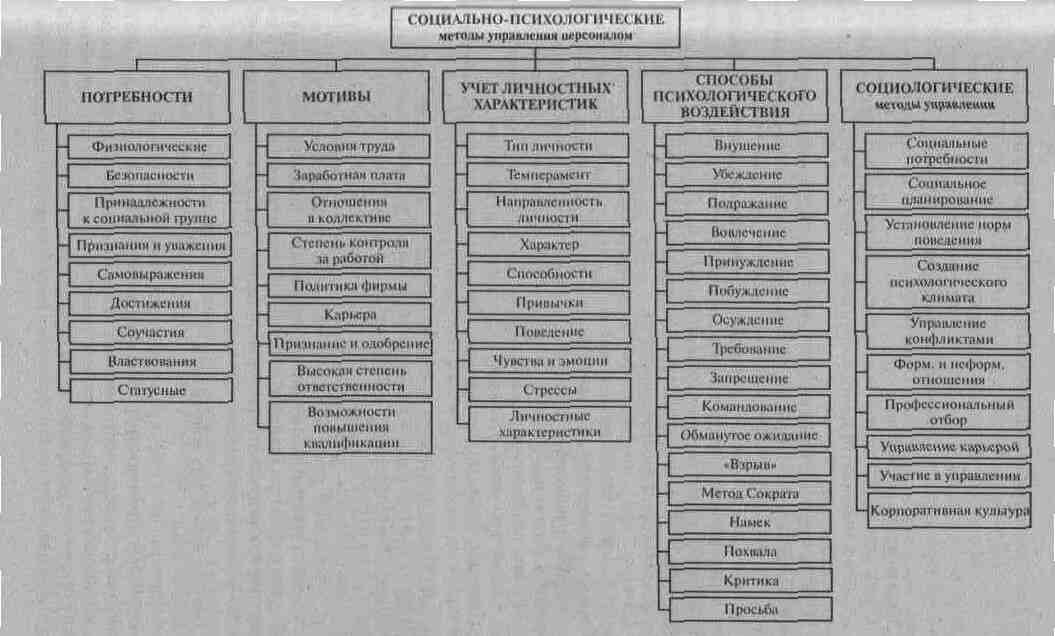 СОЦИАЛЬНО-ПСИХОЛОГИЧЕСКИЕ
методы управления персоналом
ПОТРЕБНОСТИ
Физиологические
Безопасности
Принадлежности
к социальной группе
Признания и уважения
Самовыражения
Достижения
Соучастия
Властвования
Статусные
МОТИВЫ
Условия труда
Заработная плата
Отношения
в коллективе
Степень контроля
за работой
Политика фирмы
Карьера
Признание и одобрение
Высокая степень
ответственности
Возможности
повышения
квалификации
УЧЕТ ЛИЧНОСТНЫХ
ХАРАКТЕРИСТИК
Тип личности
Темперамент
Направленность
личности
Характер
Способности
Привычки
Поведение
Чувства и эмоции
Стрессы
Личностные
характеристики
СПОСОБЫ
ПСИХОЛОГИЧЕСКОГО
ВОЗДЕЙСТВИЯ
Внушение
Убеждение
Подражание
Вовлечение
Принуждение
Побуждение
Осуждение
Требование
Запрещение
Командование
Обманутое ожидание
«Взрыв»
Метод Сократа
Намек
Похвала
Критика
Просьба
СОЦИОЛОГИЧЕСКИЕ
методы управления
Социальные
потребности
Социальное
планирование
Установление норм
поведения
Создание
психологического
климата
Управление
конфликтами
Форм. и неформ.
отношения
Профессиональный
отбор
Управление карьерой
Участие в управлении
Корпоративная культура